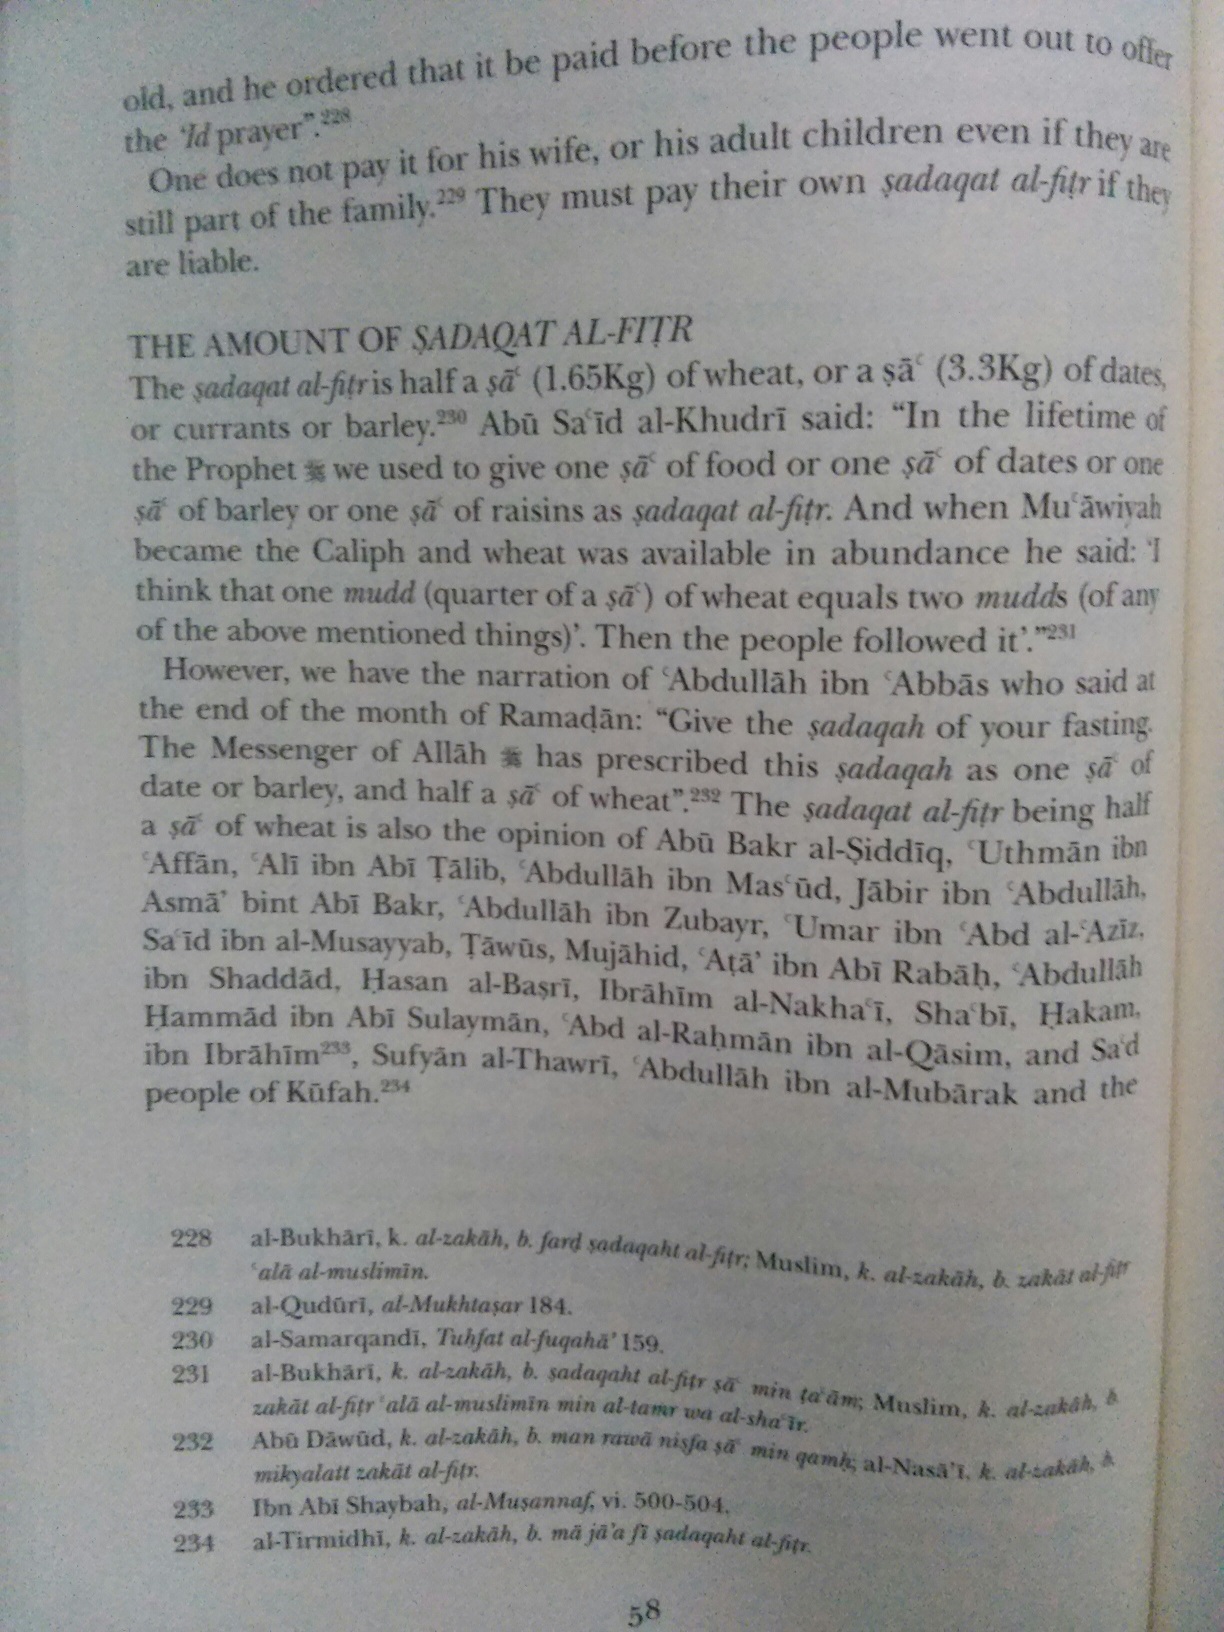 old, and he ordered that it be paid before the people went out to offer
the ʿId prayer”.²²⁸
One does not pay it for his wife, or his adult children even if they are
still part of the family.²²⁹ They must pay their own ṣadaqat al-fiṭr if they
are liable.
THE AMOUNT OF ṢADAQAT AL-FIṬR
The ṣadaqat al-fiṭr is half a ṣāʿ (1.65Kg) of wheat, or a ṣāʿ (3.3Kg) of dates,
or currants or barley.²³⁰ Abū Saʿīd al-Khudrī said: “In the lifetime of
the Prophet ﷺ we used to give one ṣāʿ of food or one ṣāʿ of dates or one
ṣāʿ of barley or one ṣāʿ of raisins as ṣadaqat al-fiṭr. And when Muʿāwiyah
became the Caliph and wheat was available in abundance he said: ‘I
think that one mudd (quarter of a ṣāʿ) of wheat equals two mudds (of any
of the above mentioned things)’. Then the people followed it’.”²³¹
However, we have the narration of ʿAbdullāh ibn ʿAbbās who said at
the end of the month of Ramaḍān: “Give the ṣadaqah of your fasting.
The Messenger of Allāh ﷺ has prescribed this ṣadaqah as one ṣāʿ of
date or barley, and half a ṣāʿ of wheat”.²³² The ṣadaqat al-fiṭr being half
a ṣāʿ of wheat is also the opinion of Abū Bakr al-Ṣiddīq, ʿUthmān ibn
ʿAffān, ʿAlī ibn Abī Ṭālib, ʿAbdullāh ibn Masʿūd, Jābir ibn ʿAbdullāh,
Asmā’ bint Abī Bakr, ʿAbdullāh ibn Zubayr, ʿUmar ibn ʿAbd al-ʿAzīz,
Saʿīd ibn al-Musayyab, Ṭāwūs, Mujāhid, ʿAṭā’ ibn Abī Rabāḥ, ʿAbdullāh
ibn Shaddād, Ḥasan al-Baṣrī, Ibrāhīm al-Nakhaʿī, Shaʿbī, Ḥakam,
Ḥammād ibn Abī Sulaymān, ʿAbd al-Raḥmān ibn al-Qāsim, and Saʿd
ibn Ibrāhīm²³³, Sufyān al-Thawrī, ʿAbdullāh ibn al-Mubārak and the
people of Kūfah.²³⁴
228 al-Bukhārī, k. al-zakāh, b. farḍ ṣadaqaht al-fiṭr; Muslim, k. al-zakāh, b. zakāt al-fiṭr
ʿalā al-muslimīn.
229 al-Qudūrī, al-Mukhtaṣar 184.
230 al-Samarqandī, Tuḥfat al-fuqahā’ 159.
231 al-Bukhārī, k. al-zakāh, b. ṣadaqaht al-fiṭr ṣāʿ min ṭaʿām; Muslim, k. al-zakāh, b.
zakāt al-fiṭr ʿalā al-muslimīn min al-tamr wa al-shaʿīr.
232 Abū Dāwūd, k. al-zakāh, b. man rawā niṣfa ṣāʿ min qamḥ; al-Nasā’ī, k. al-zakāh, b.
mikyalatt zakāt al-fiṭr.
233 Ibn Abī Shaybah, al-Muṣannaf, vi. 500-504.
234 al-Tirmidhī, k. al-zakāh, b. mā jā’a fī ṣadaqaht al-fiṭr.
58